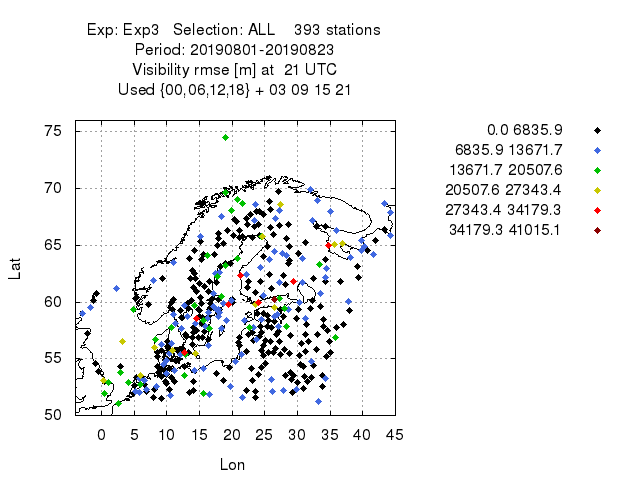 Exp: Exp3 Selection: ALL 393 stations
Period: 20190801-20190823
Visibility rmse [m] at 21 UTC
Used {00,06,12,18} + 03 09 15 21
75
70
65
60
55
50
0 5 10 15 20 25 30 35 40 45
Lat
Lon
0.0 6835.9
6835.9 13671.7
13671.7 20507.6
20507.6 27343.4
27343.4 34179.3
34179.3 41015.1